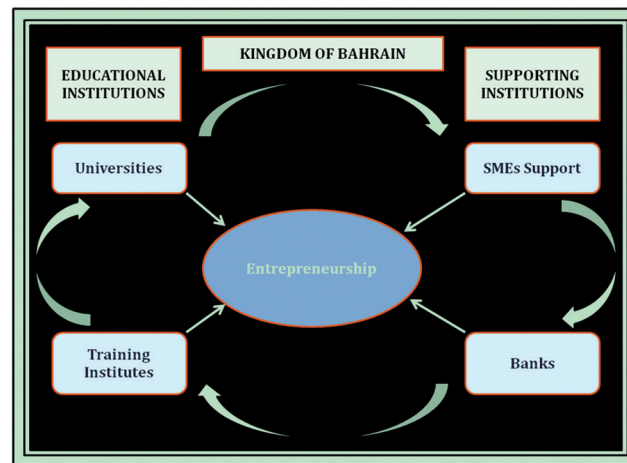 KINGDOM OF BAHRAIN
EDUCATIONAL
INSTITUTIONS
SUPPORTING
INSTITUTIONS
Universities
SMEs Support
Entrepreneurship
Training
Institutes
Banks